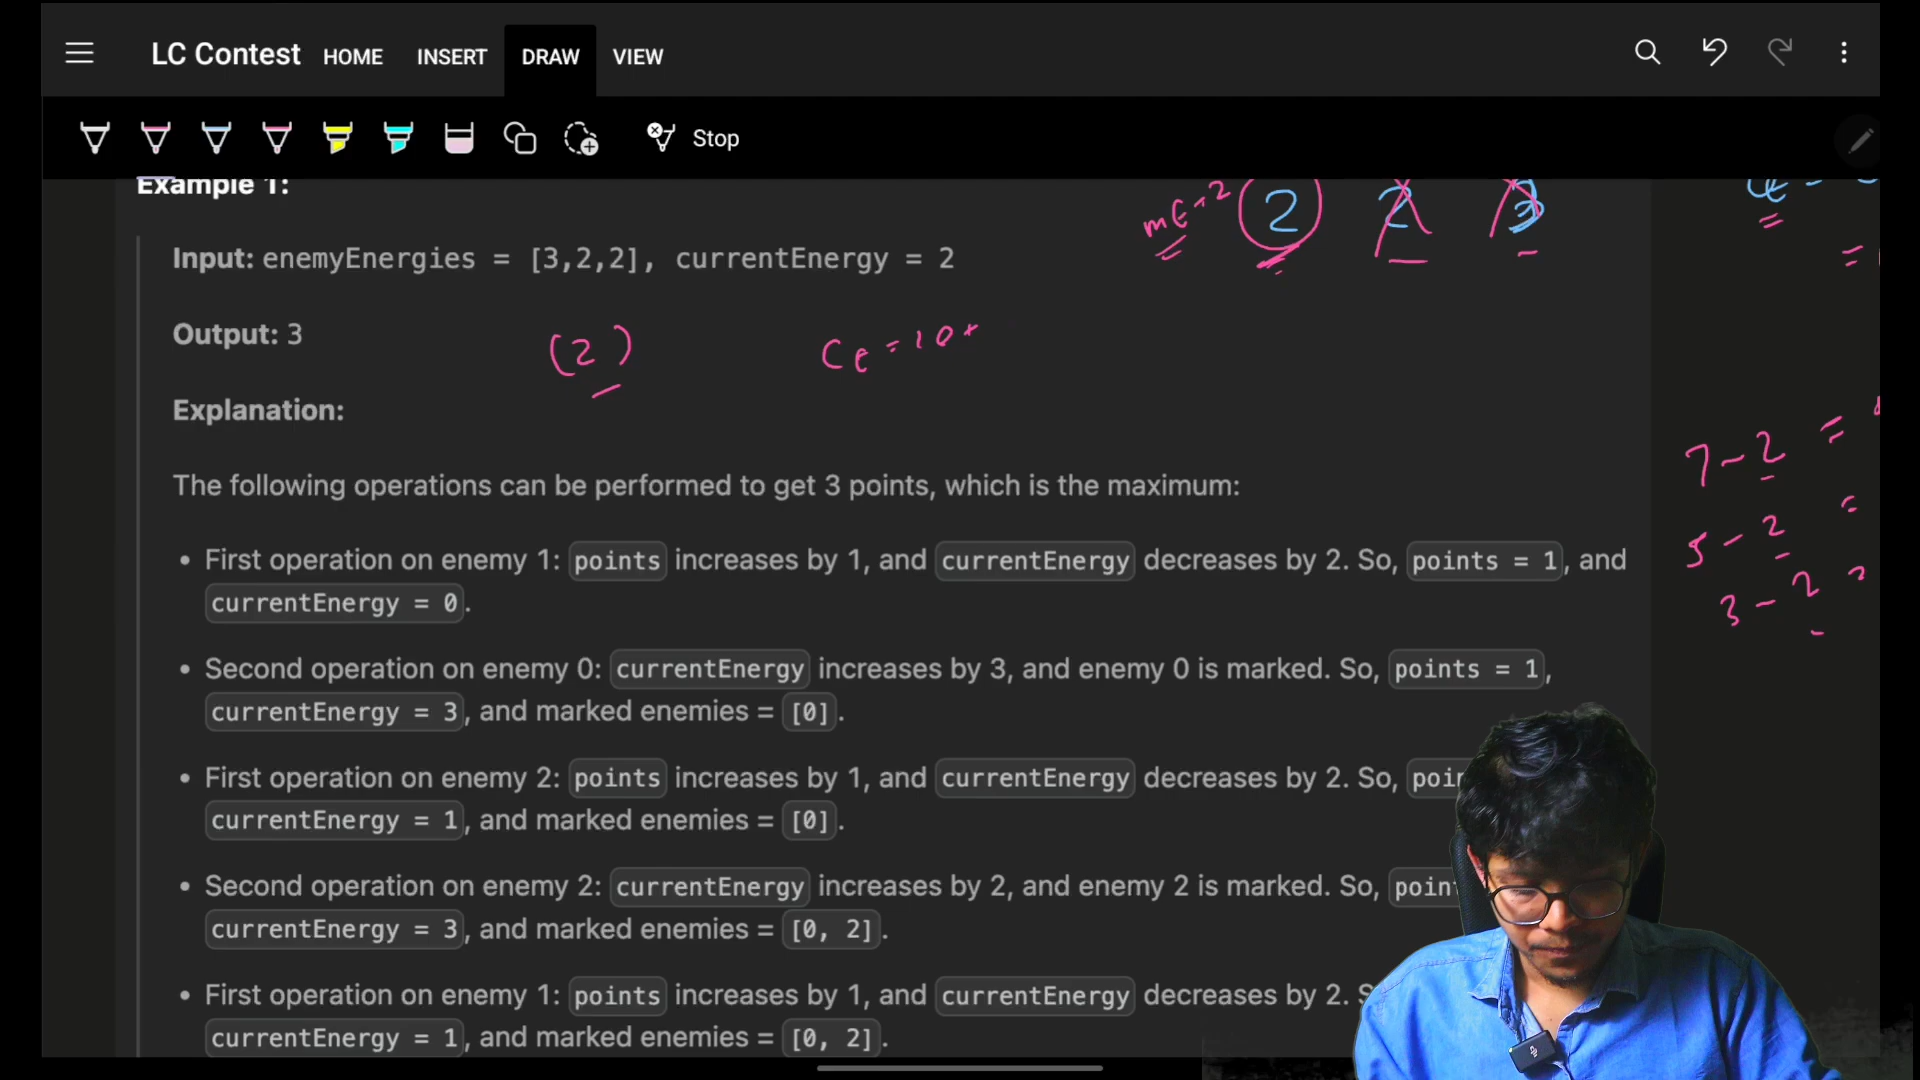 LC Contest HOME INSERT DRAW VIEW
Stop
Example 1:
mE = 2 2 2 3
Input: enemyEnergies = [3,2,2], currentEnergy = 2
Output: 3
(2)
Explanation:
7 - 2 =
The following operations can be performed to get 3 points, which is the maximum:
5 - 2 =
First operation on enemy 1: points increases by 1, and currentEnergy decreases by 2. So, points = 1, and
currentEnergy = 0.
3 - 2
Second operation on enemy 0: currentEnergy increases by 3, and enemy 0 is marked. So, points = 1,
currentEnergy = 3, and marked enemies = [0].
First operation on enemy 2: points increases by 1, and currentEnergy decreases by 2. So,
currentEnergy = 1, and marked enemies = [0].
Second operation on enemy 2: currentEnergy increases by 2, and enemy 2 is marked. So,
currentEnergy = 3, and marked enemies = [0, 2].
First operation on enemy 1: points increases by 1, and currentEnergy decreases by 2.
currentEnergy = 1, and marked enemies = [0, 2].